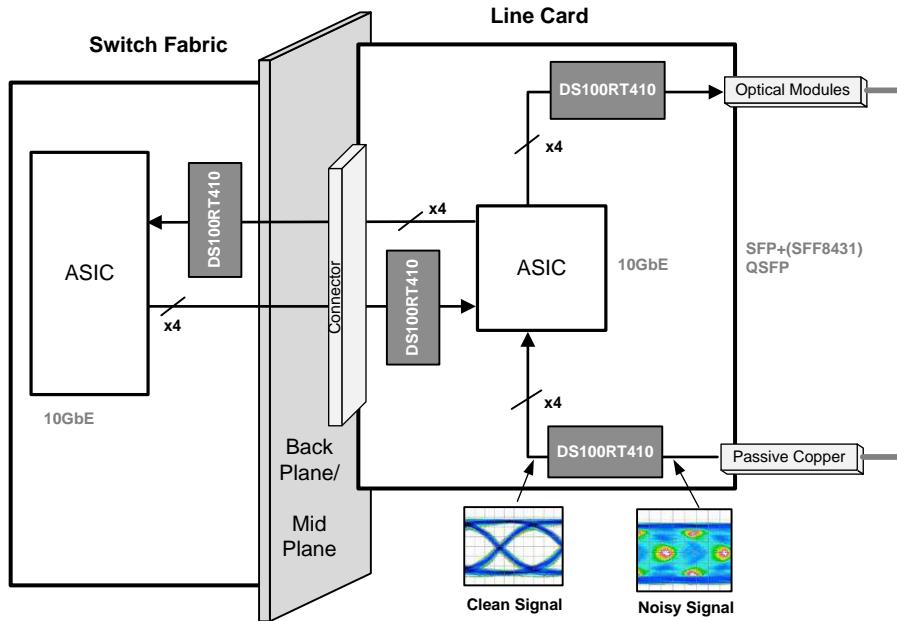 Line Card
Switch Fabric
DS100RT410
Optical Modules
x4
DS100RT410
x4
ASIC
ASIC
10GbE
SFP+(SFF8431)
QSFP
Connector
DS100RT410
x4
10GbE
x4
DS100RT410
Passive Copper
Back
Plane/
Mid
Plane
Clean Signal
Noisy Signal